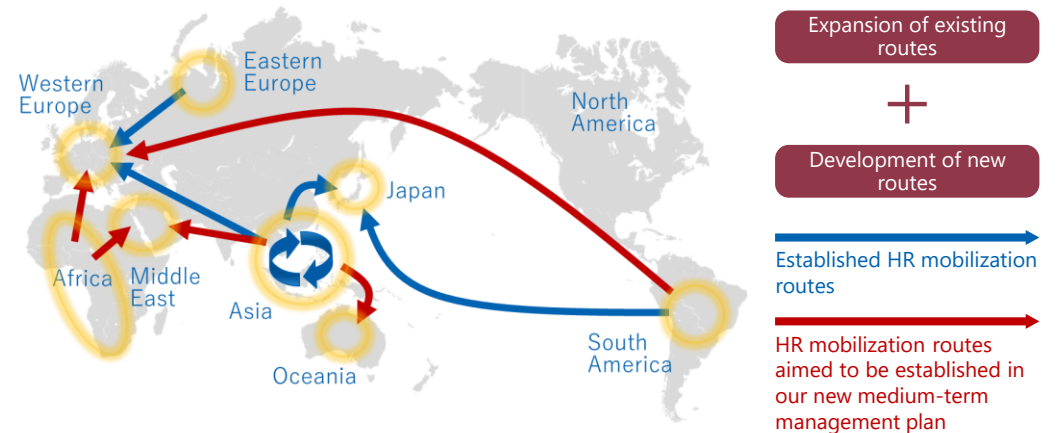 Western
Europe
Eastern
Europe
North
America
Japan
Africa
Middle
East
Asia
Oceania
South
America
Expansion of existing
routes
+
Development of new
routes
Established HR mobilization
routes
HR mobilization routes
aimed to be established in
our new medium-term
management plan